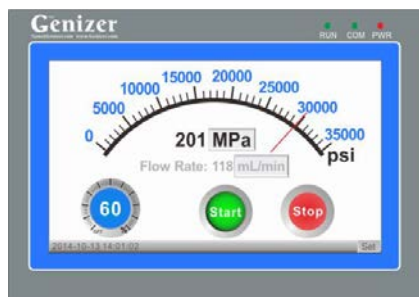 Genizer
RUN COM PWR
0
5000
10000
15000
20000
25000
30000
35000
psi
201 MPa
Flow Rate: 118 mL/min
60
Start
Stop
2014-10-13 14:01:02
Set